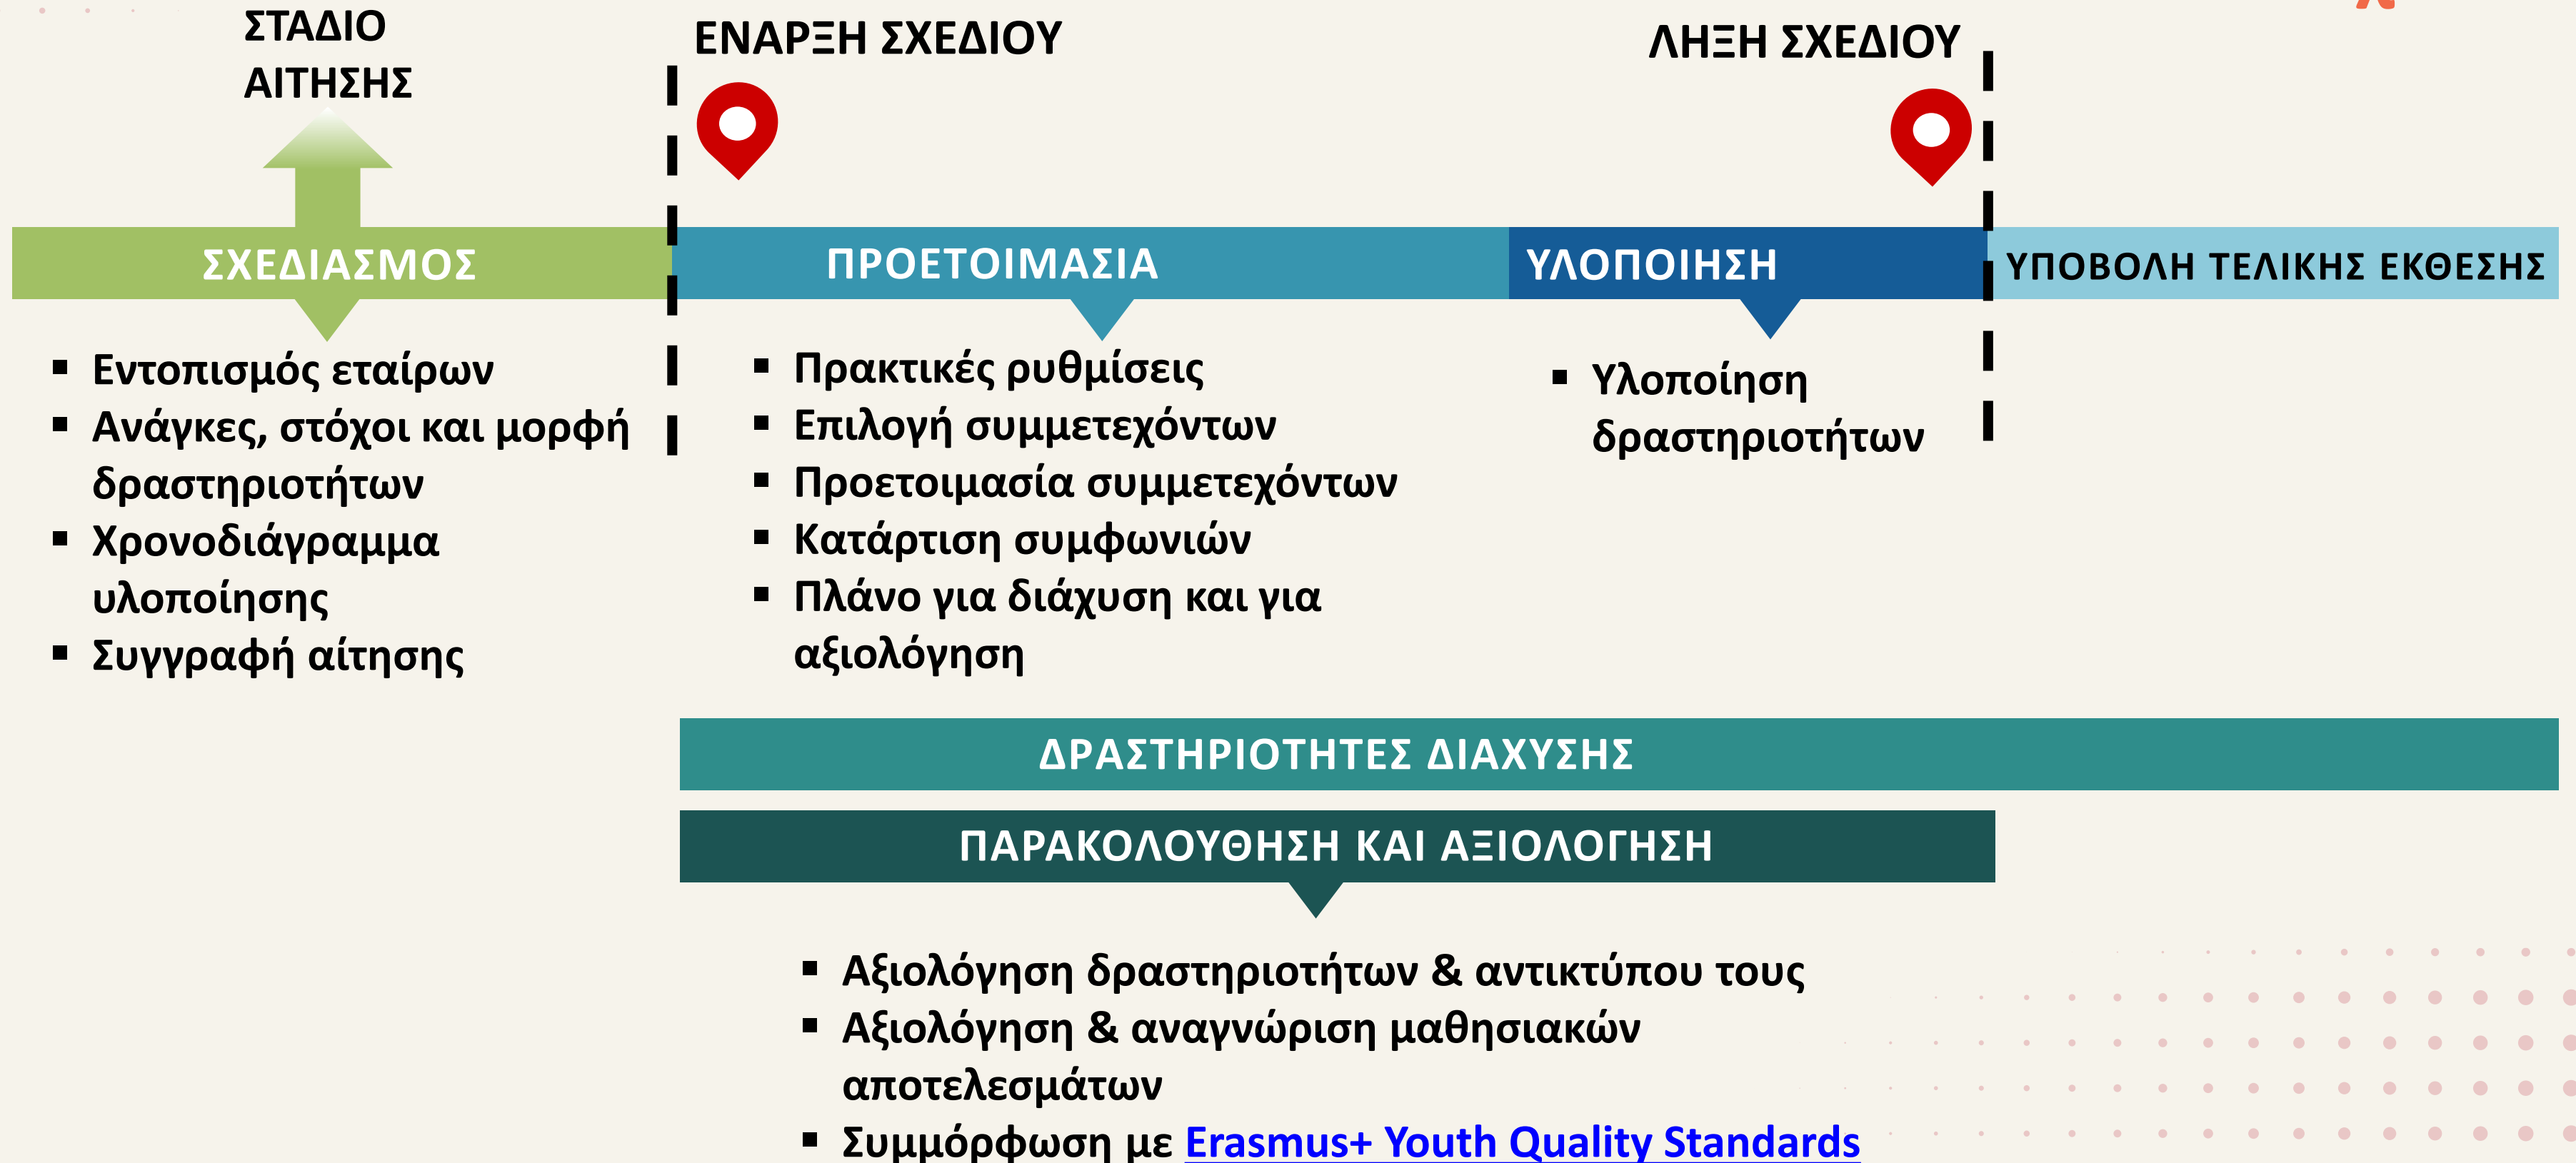 ΣΤΑΔΙΟ
ΑΙΤΗΣΗΣ
ΕΝΑΡΞΗ ΣΧΕΔΙΟΥ
ΛΗΞΗ ΣΧΕΔΙΟΥ
ΣΧΕΔΙΑΣΜΟΣ
ΠΡΟΕΤΟΙΜΑΣΙΑ
ΥΛΟΠΟΙΗΣΗ
ΥΠΟΒΟΛΗ ΤΕΛΙΚΗΣ ΕΚΘΕΣΗΣ
▪ Εντοπισμός εταίρων
▪ Ανάγκες, στόχοι και μορφή
δραστηριοτήτων
▪ Χρονοδιάγραμμα
υλοποίησης
▪ Συγγραφή αίτησης
▪ Πρακτικές ρυθμίσεις
▪ Επιλογή συμμετεχόντων
▪ Προετοιμασία συμμετεχόντων
▪ Κατάρτιση συμφωνιών
▪ Πλάνο για διάχυση και για
αξιολόγηση
▪ Υλοποίηση
δραστηριοτήτων
ΔΡΑΣΤΗΡΙΟΤΗΤΕΣ ΔΙΑΧΥΣΗΣ
ΠΑΡΑΚΟΛΟΥΘΗΣΗ ΚΑΙ ΑΞΙΟΛΟΓΗΣΗ
▪ Αξιολόγηση δραστηριοτήτων & αντικτύπου τους
▪ Αξιολόγηση & αναγνώριση μαθησιακών
αποτελεσμάτων
▪ Συμμόρφωση με Erasmus+ Youth Quality Standards